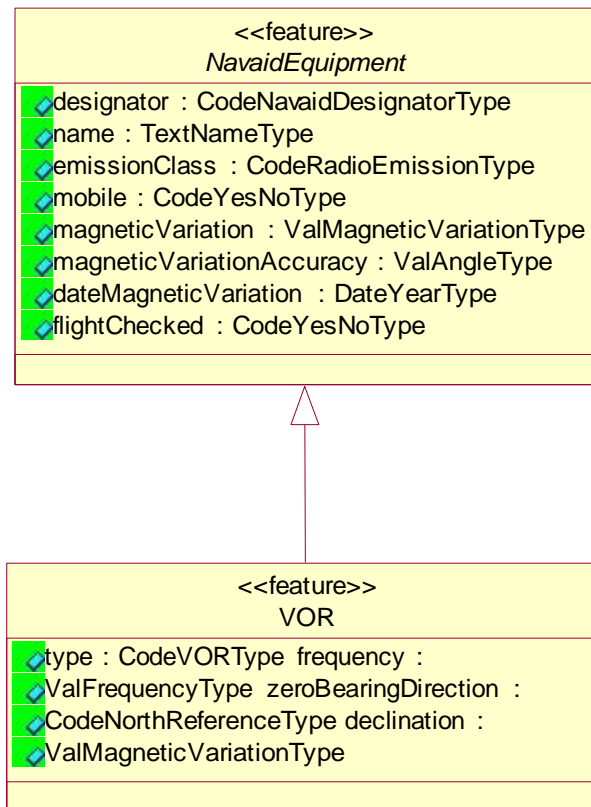 <<feature>>
NavaidEquipment
designator : CodeNavaidDesignatorType
name : TextNameType
emissionClass : CodeRadioEmissionType
mobile : CodeYesNoType
magneticVariation : ValMagneticVariationType
magneticVariationAccuracy : ValAngleType
dateMagneticVariation : DateYearType
flightChecked : CodeYesNoType
<<feature>>
VOR
type : CodeVORType frequency :
ValFrequencyType zeroBearingDirection :
CodeNorthReferenceType declination :
ValMagneticVariationType